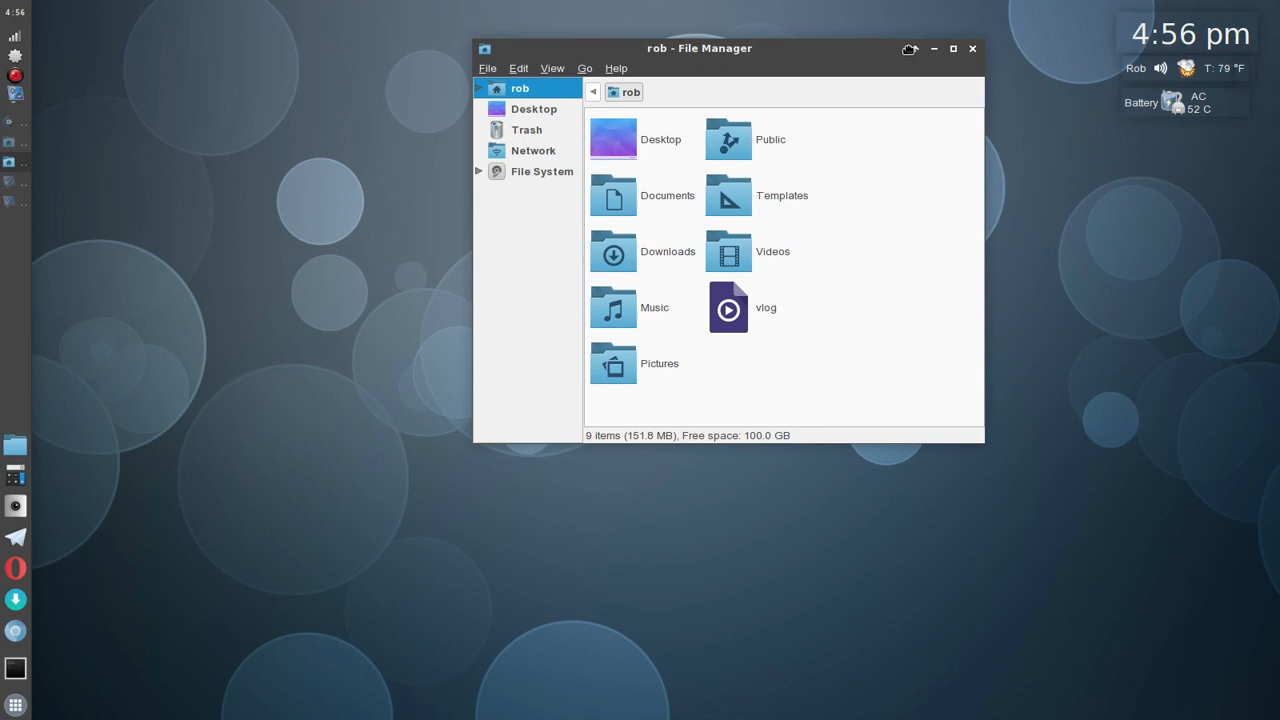 4:56
rob - File Manager
File Edit View Go Help
rob
Desktop
Trash
Network
File System
rob
Desktop
Public
Documents
Templates
Downloads
Videos
Music
vlog
Pictures
9 items (151.8 MB), Free space: 100.0 GB
4:56 pm
Rob T: 79 °F
Battery AC
52 C